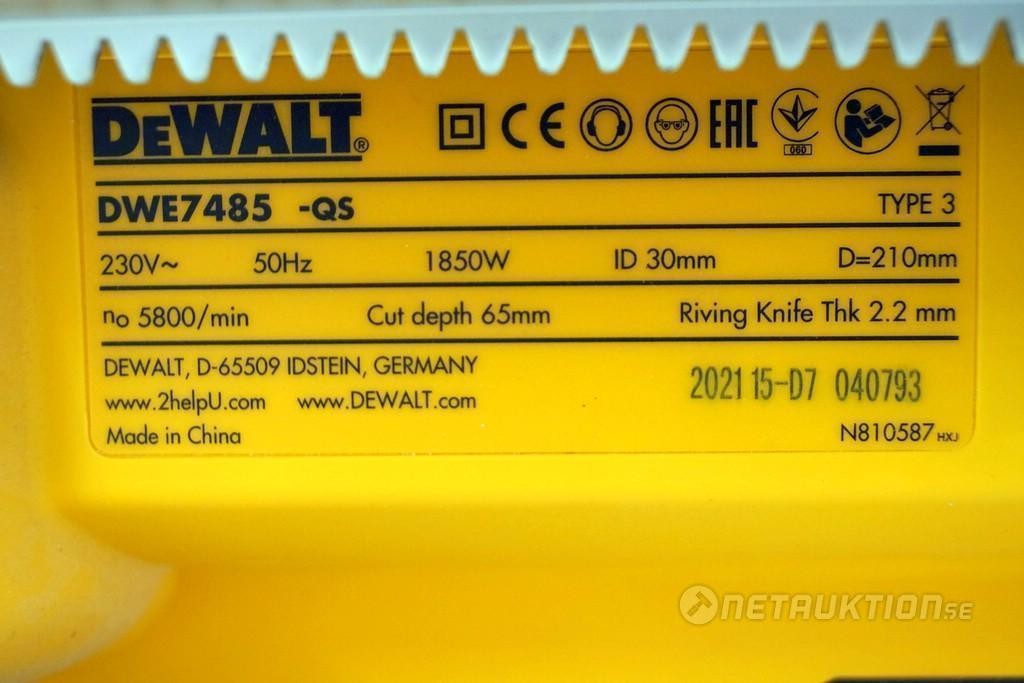 DEWALT®
EAC
060
DWE7485 -QS TYPE 3
230V~ 50Hz 1850W ID 30mm D=210mm
no 5800/min Cut depth 65mm Riving Knife Thk 2.2 mm
DEWALT, D-65509 IDSTEIN, GERMANY
www.2helpU.com www.DEWALT.com
2021 15-D7 040793
Made in China
N810587 HXJ
NETAUKTION.SE